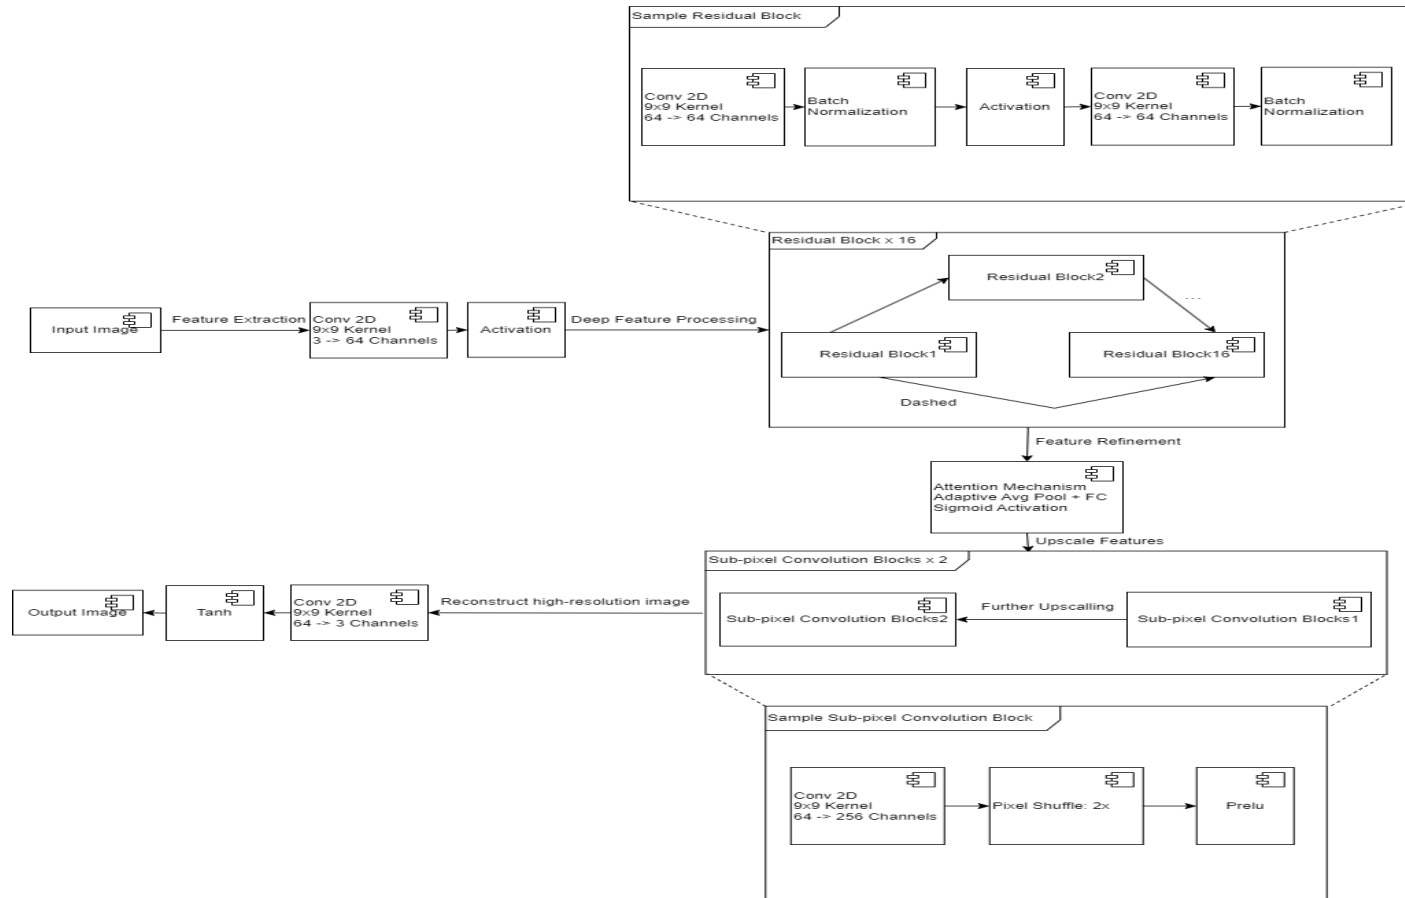 Sample Residual Block
Conv 2D
9x9 Kernel
64 -> 64 Channels
Batch
Normalization
Activation
Conv 2D
9x9 Kernel
64 -> 64 Channels
Batch
Normalization
Residual Block x 16
Residual Block2
...
Residual Block1
Residual Block16
Dashed
Input Image
Feature Extraction
Conv 2D
9x9 Kernel
3 -> 64 Channels
Activation
Deep Feature Processing
Feature Refinement
Attention Mechanism
Adaptive Avg Pool + FC
Sigmoid Activation
Upscale Features
Sub-pixel Convolution Blocks x 2
Sub-pixel Convolution Blocks2
Further Upscalling
Sub-pixel Convolution Blocks1
Reconstruct high-resolution image
Conv 2D
9x9 Kernel
64 -> 3 Channels
Tanh
Output Image
Sample Sub-pixel Convolution Block
Conv 2D
9x9 Kernel
64 -> 256 Channels
Pixel Shuffle: 2x
Prelu